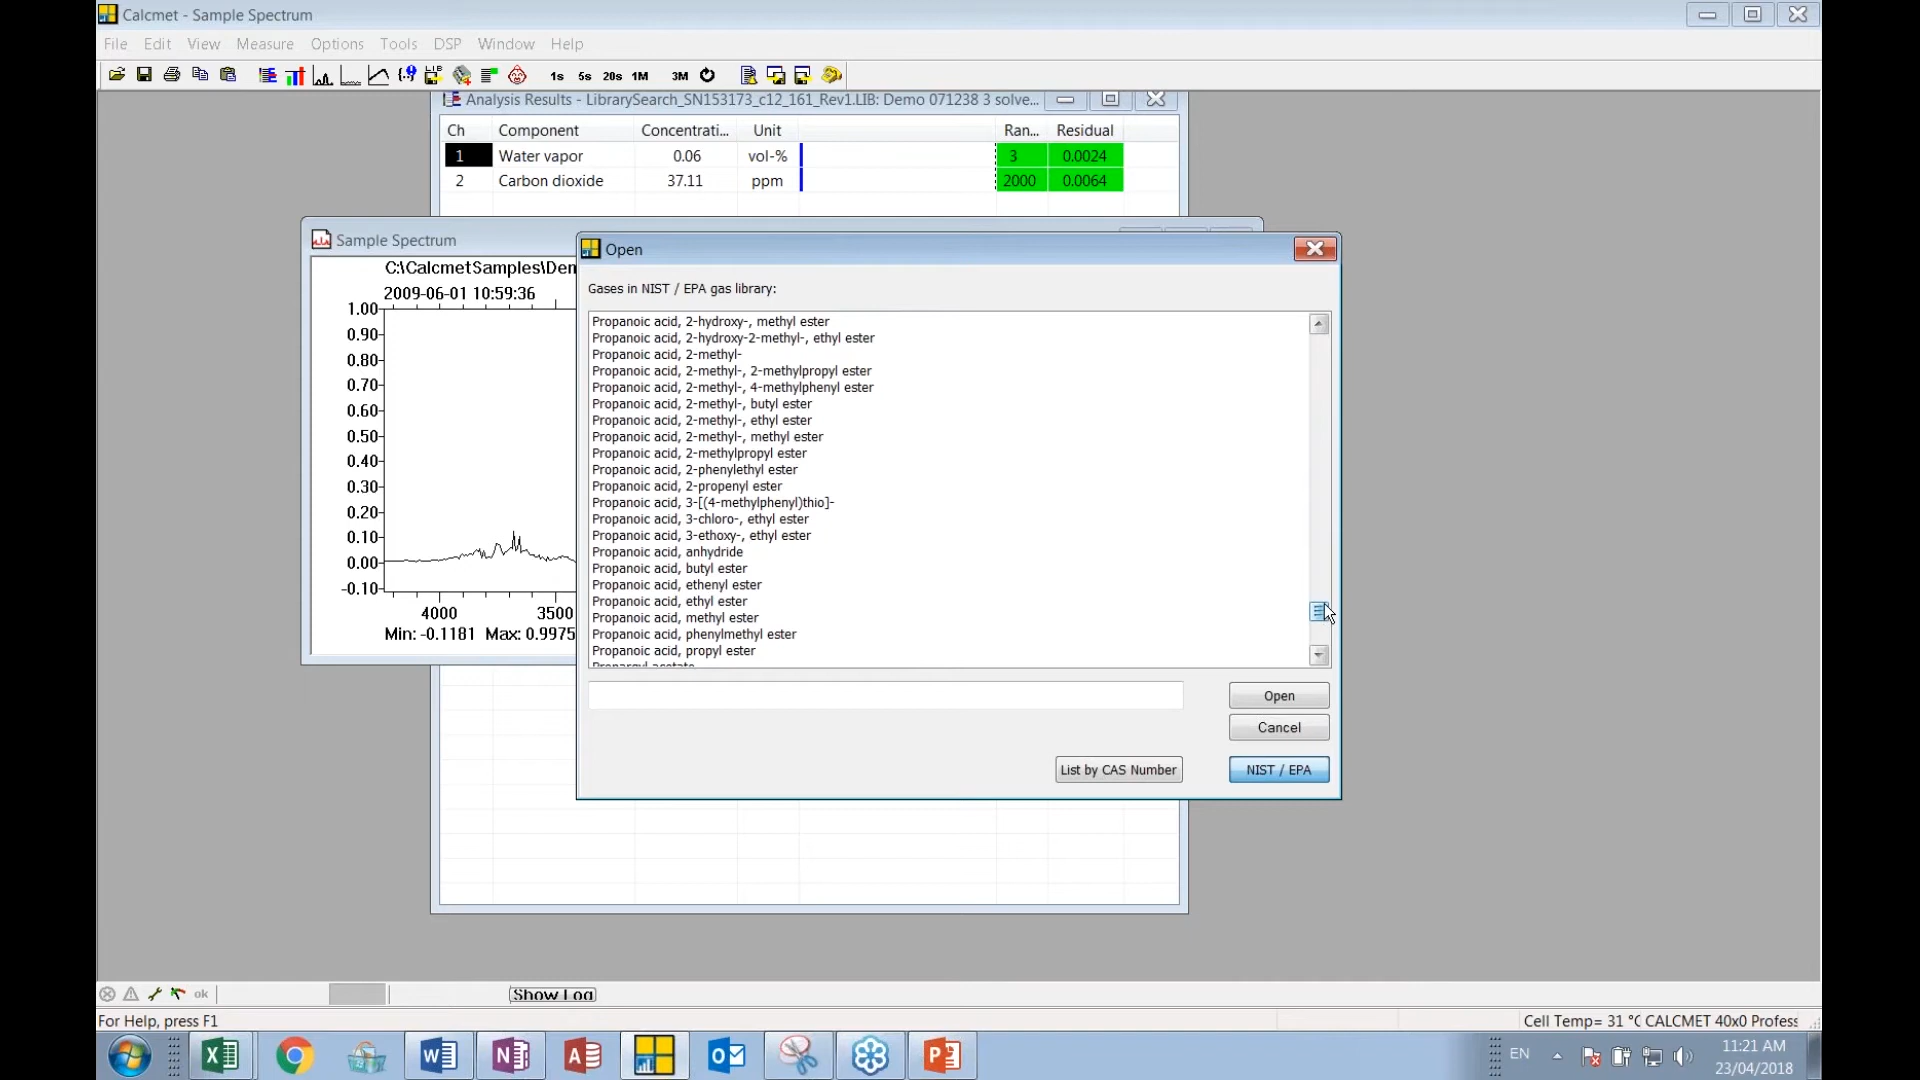 Calcmet - Sample Spectrum
File Edit View Measure Options Tools DSP Window Help
1s 5s 20s 1M 3M
Analysis Results - LibrarySearch_SN153173_c12_161_Rev1.LIB: Demo 071238 3 solve...
Ch Component Concentrati... Unit Ran... Residual
1 Water vapor 0.06 vol-% 3 0.0024
2 Carbon dioxide 37.11 ppm 2000 0.0064
Sample Spectrum
C:\CalcmetSamples\Den
2009-06-01 10:59:36
1.00
0.90
0.80
0.70
0.60
0.50
0.40
0.30
0.20
0.10
0.00
-0.10
4000 3500
Min: -0.1181 Max: 0.9975
Open
Gases in NIST / EPA gas library:
Propanoic acid, 2-hydroxy-, methyl ester
Propanoic acid, 2-hydroxy-2-methyl-, ethyl ester
Propanoic acid, 2-methyl-
Propanoic acid, 2-methyl-, 2-methylpropyl ester
Propanoic acid, 2-methyl-, 4-methylphenyl ester
Propanoic acid, 2-methyl-, butyl ester
Propanoic acid, 2-methyl-, ethyl ester
Propanoic acid, 2-methyl-, methyl ester
Propanoic acid, 2-methylpropyl ester
Propanoic acid, 2-phenylethyl ester
Propanoic acid, 2-propenyl ester
Propanoic acid, 3-[(4-methylphenyl)thio]-
Propanoic acid, 3-chloro-, ethyl ester
Propanoic acid, 3-ethoxy-, ethyl ester
Propanoic acid, anhydride
Propanoic acid, butyl ester
Propanoic acid, ethenyl ester
Propanoic acid, ethyl ester
Propanoic acid, methyl ester
Propanoic acid, phenylmethyl ester
Propanoic acid, propyl ester
Propargyl acetate
Open
Cancel
List by CAS Number NIST / EPA
ok Show Log
For Help, press F1 Cell Temp= 31 °C CALCMET 40x0 Profess
EN 11:21 AM
23/04/2018